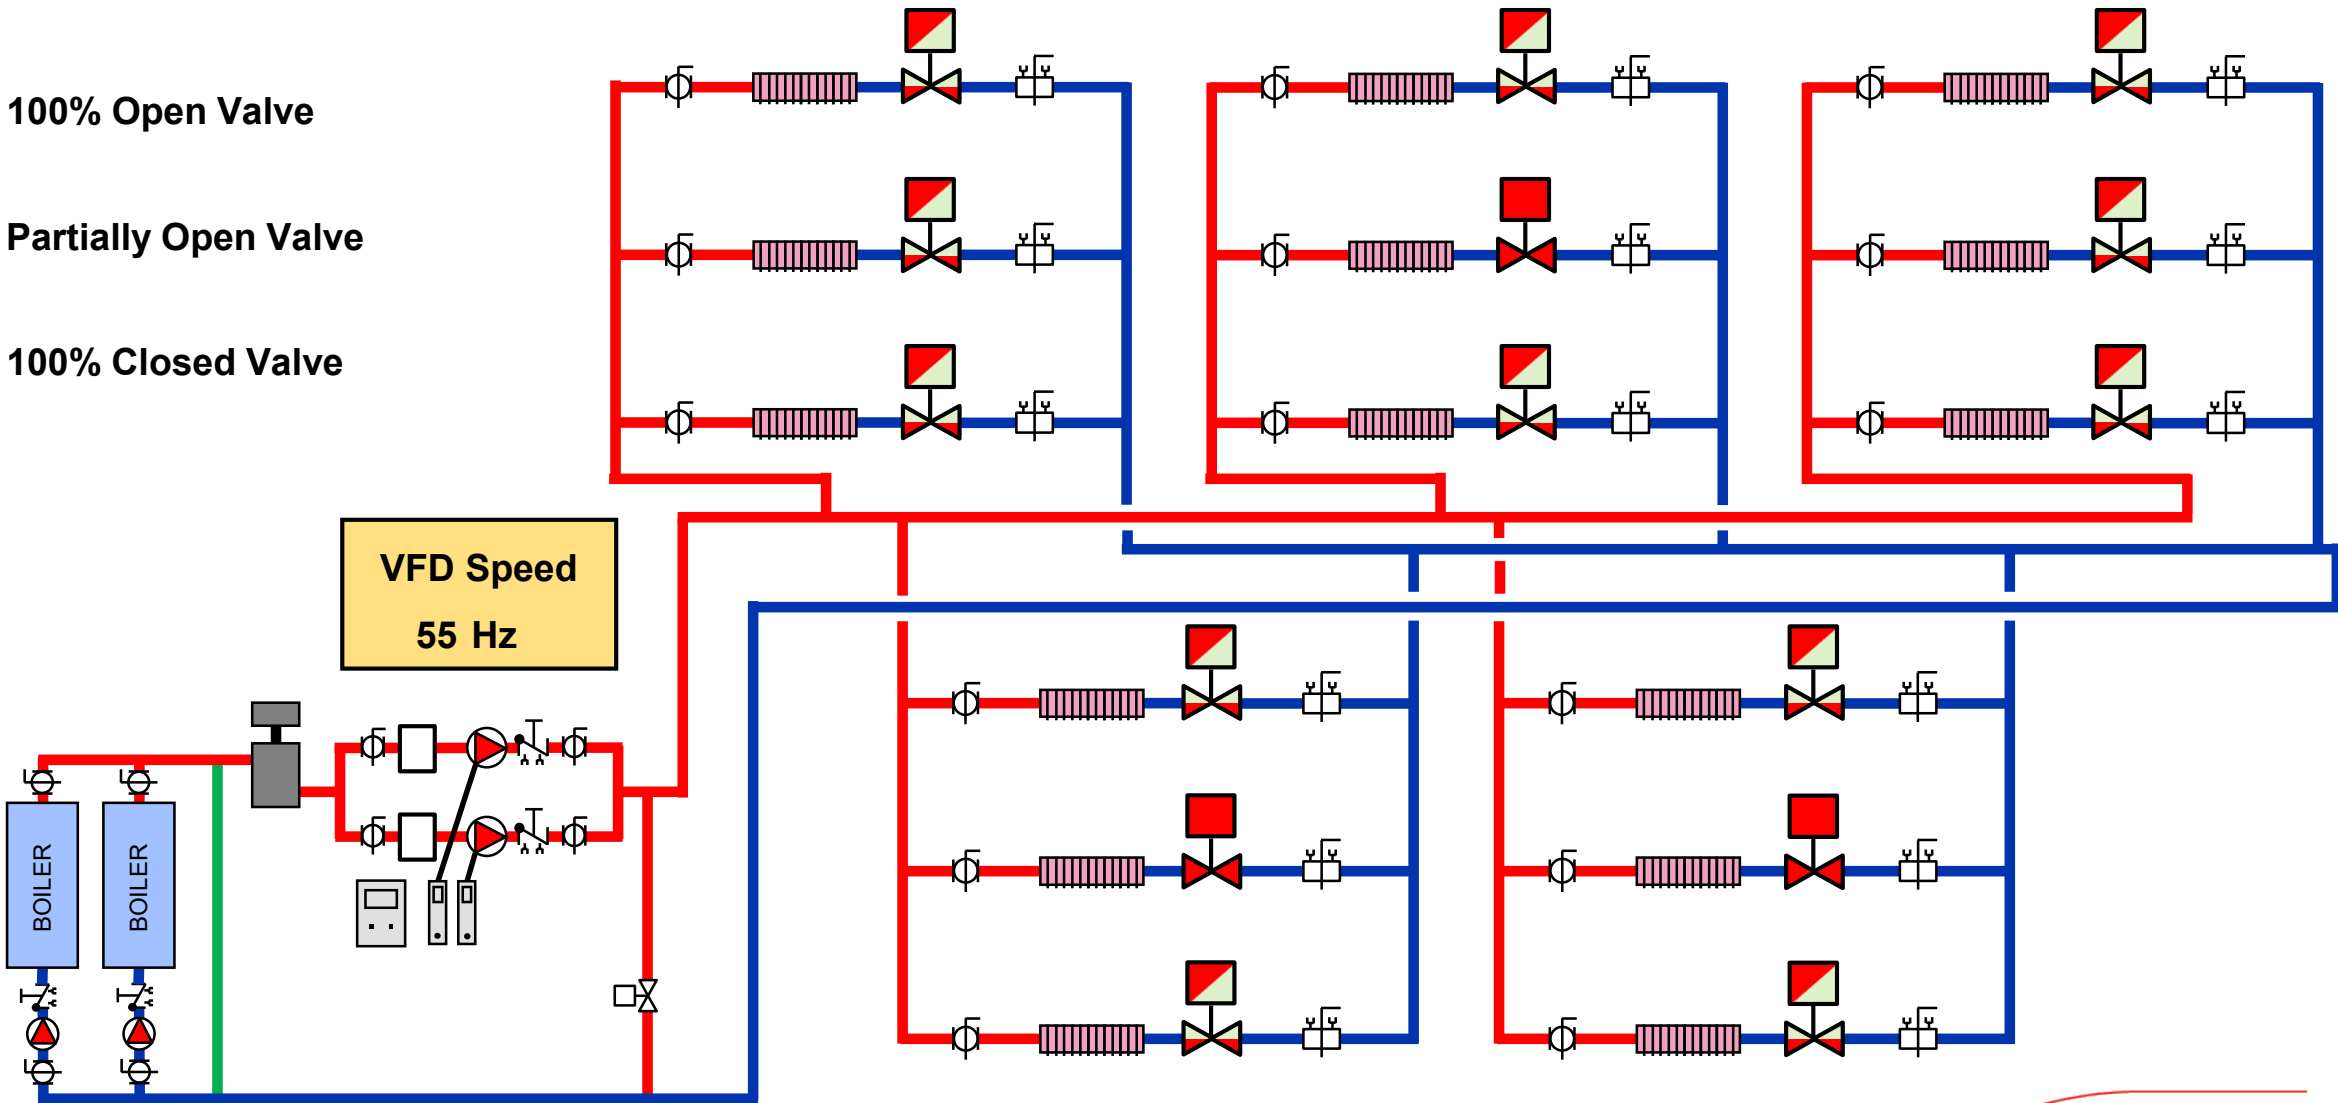 100% Open Valve
Partially Open Valve
100% Closed Valve
VFD Speed
55 Hz
BOILER
BOILER